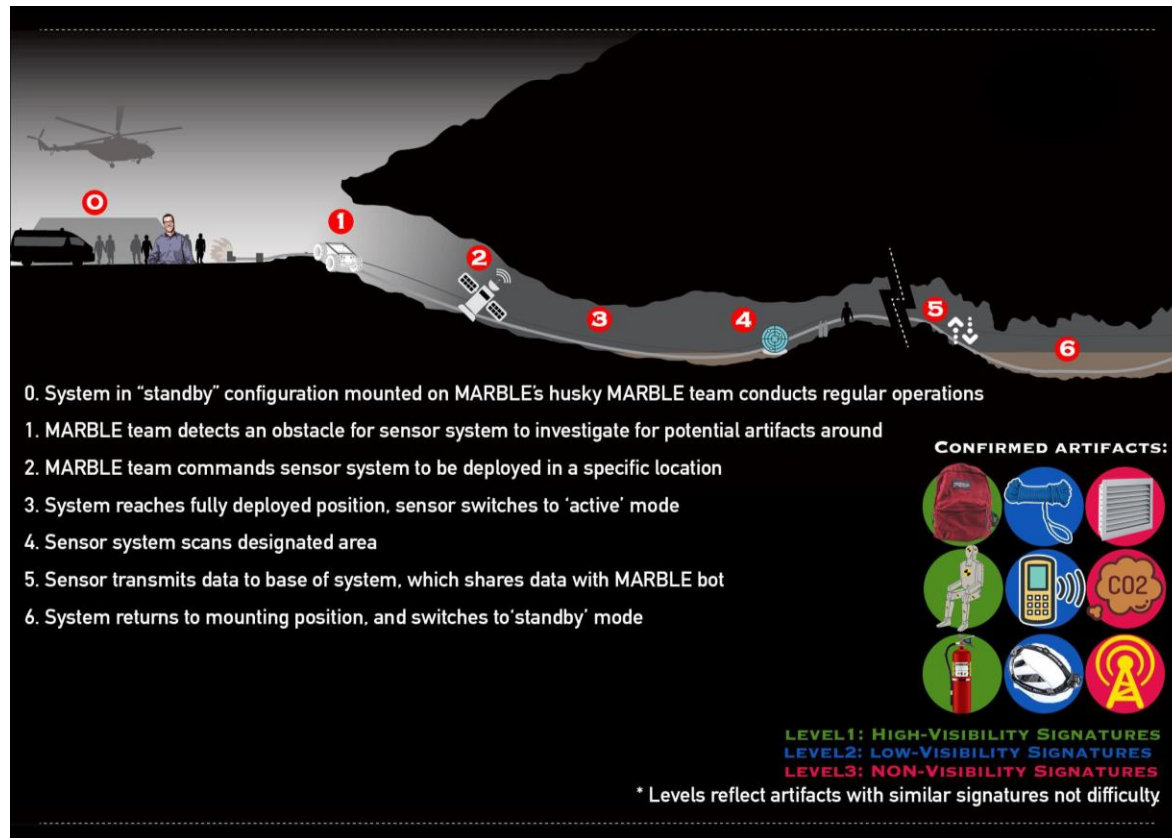 0
1
2
3
4
5
6
0. System in “standby” configuration mounted on MARBLE's husky MARBLE team conducts regular operations
1. MARBLE team detects an obstacle for sensor system to investigate for potential artifacts around
2. MARBLE team commands sensor system to be deployed in a specific location
3. System reaches fully deployed position, sensor switches to ‘active’ mode
4. Sensor system scans designated area
5. Sensor transmits data to base of system, which shares data with MARBLE bot
6. System returns to mounting position, and switches to‘standby’ mode
CONFIRMED ARTIFACTS:
CO2
LEVEL1: HIGH-VISIBILITY SIGNATURES
LEVEL2: LOW-VISIBILITY SIGNATURES
LEVEL3: NON-VISIBILITY SIGNATURES
* Levels reflect artifacts with similar signatures not difficulty.